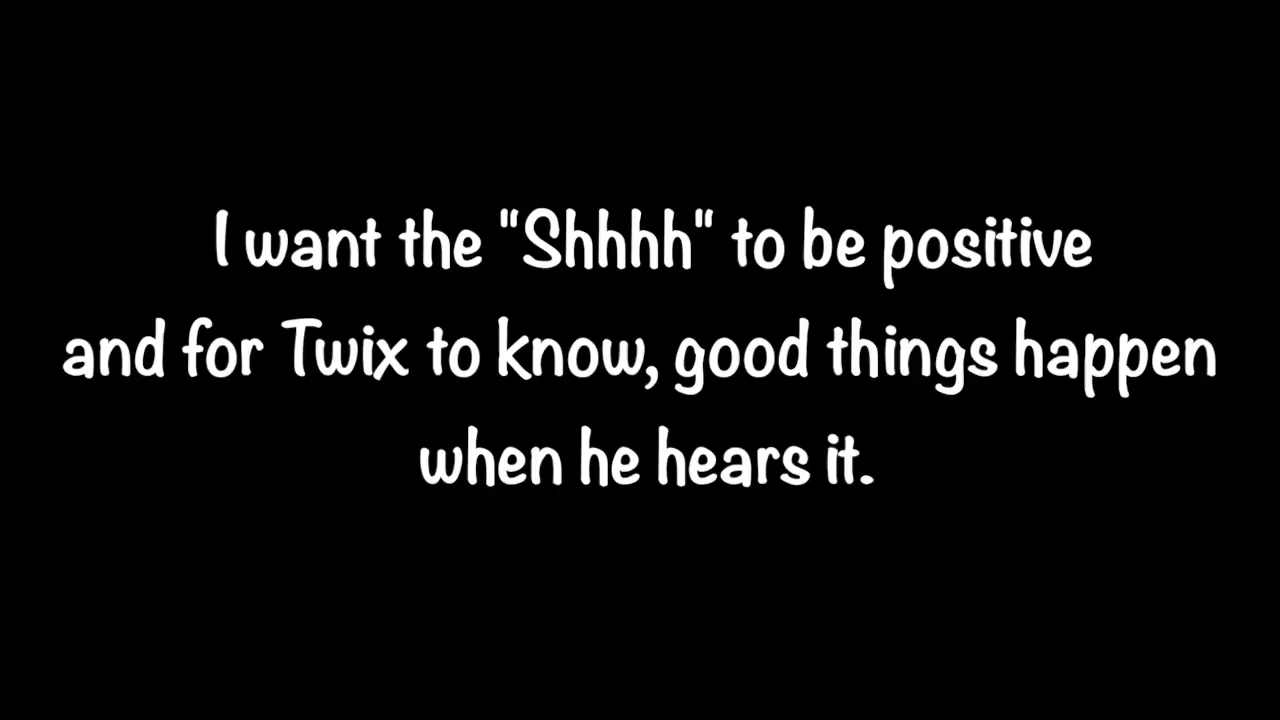 I want the "Shhhh" to be positive
and for Twix to know, good things happen
when he hears it.